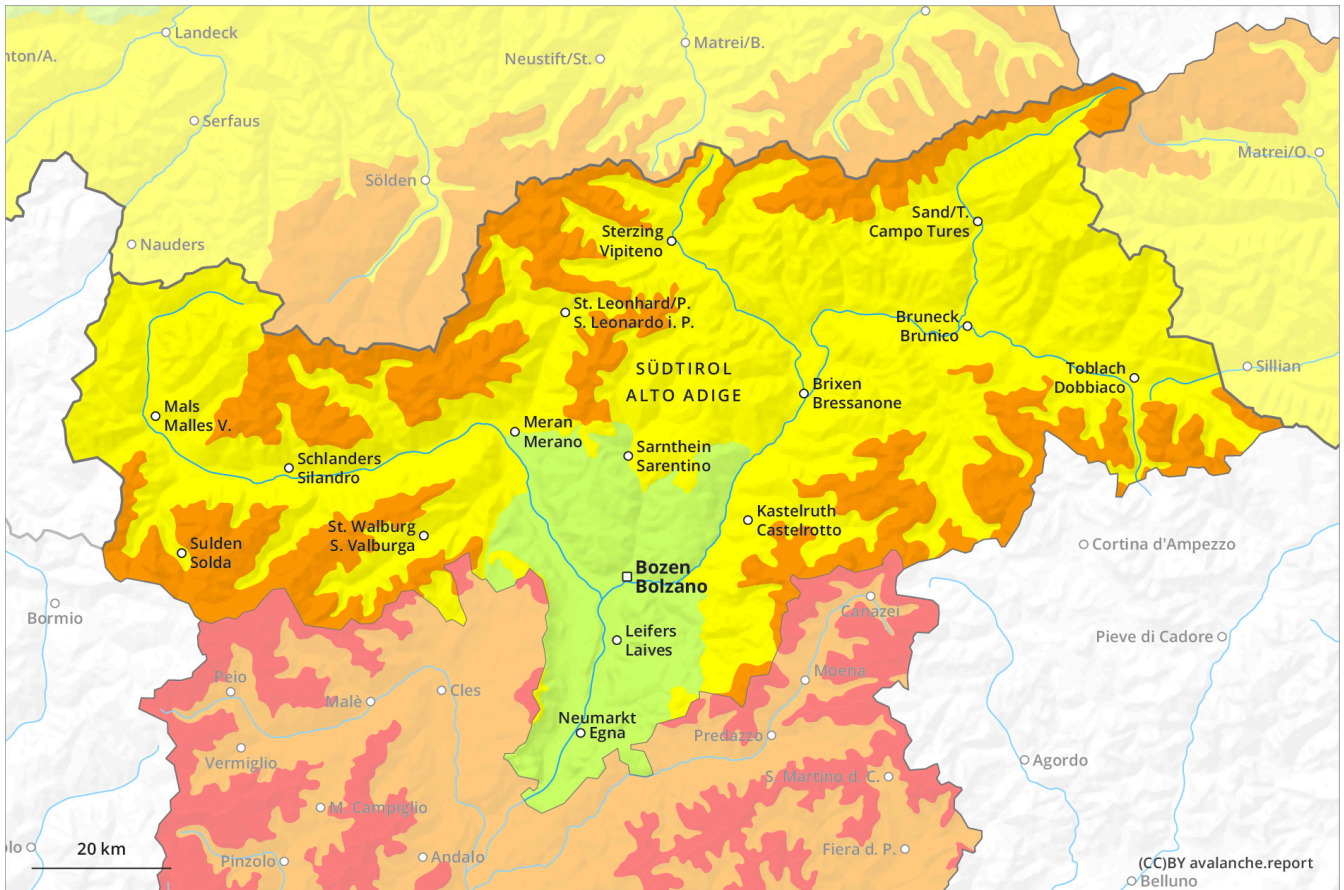 Landeck
nton/A.
Neustift/St.
Matrei/B.
Serfaus
Matrei/O.
Sölden
Nauders
Sand/T.
Campo Tures
Sterzing
Vipiteno
St. Leonhard/P.
S. Leonardo i. P.
Bruneck
Brunico
SÜDTIROL
ALTO ADIGE
Toblach
Dobbiaco
Sillian
Brixen
Bressanone
Mals
Malles V.
Meran
Merano
Sarnthein
Sarentino
Schlanders
Silandro
Kastelruth
Castelrotto
St. Walburg
S. Valburga
Sulden
Solda
Cortina d'Ampezzo
Bozen
Bolzano
Bormio
Canazei
Leifers
Laives
Pieve di Cadore
Peio
Moena
Malè
Cles
Neumarkt
Egna
Predazzo
Vermiglio
Agordo
S. Martino d. C.
M. Campiglio
20 km
lo
Pinzolo
Andalo
Fiera d. P.
(CC)BY avalanche.report
Belluno